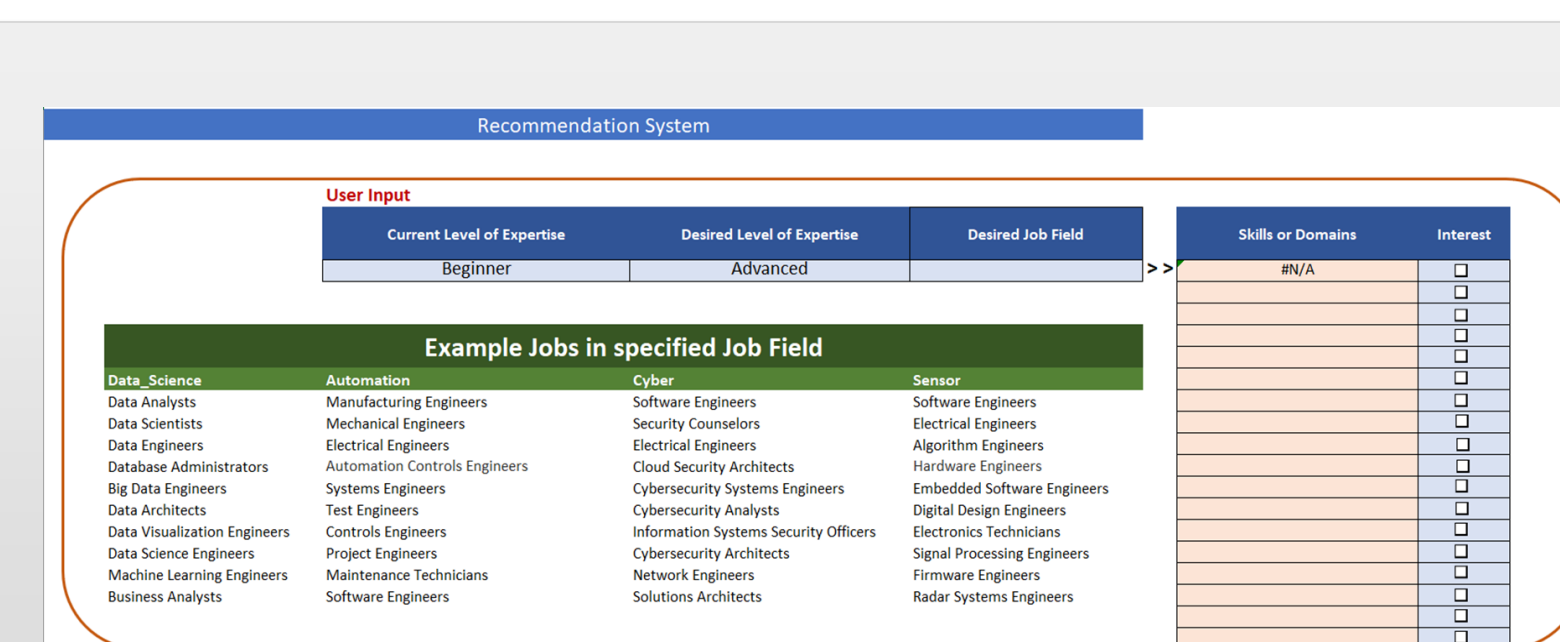 Recommendation System
User Input
Current Level of Expertise Desired Level of Expertise Desired Job Field Skills or Domains Interest
Beginner Advanced >> #N/A
Example Jobs in specified Job Field
Data_Science Automation Cyber Sensor
Data Analysts Manufacturing Engineers Software Engineers Software Engineers
Data Scientists Mechanical Engineers Security Counselors Electrical Engineers
Data Engineers Electrical Engineers Electrical Engineers Algorithm Engineers
Database Administrators Automation Controls Engineers Cloud Security Architects Hardware Engineers
Big Data Engineers Systems Engineers Cybersecurity Systems Engineers Embedded Software Engineers
Data Architects Test Engineers Cybersecurity Analysts Digital Design Engineers
Data Visualization Engineers Controls Engineers Information Systems Security Officers Electronics Technicians
Data Science Engineers Project Engineers Cybersecurity Architects Signal Processing Engineers
Machine Learning Engineers Maintenance Technicians Network Engineers Firmware Engineers
Business Analysts Software Engineers Solutions Architects Radar Systems Engineers